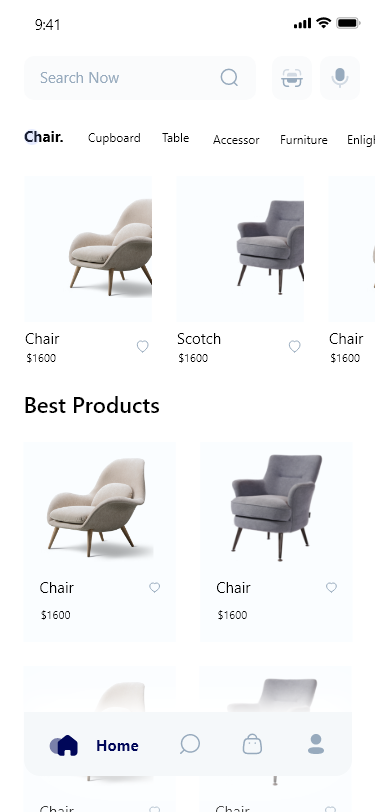 9:41
Search Now
Chair. Cupboard Table Accessor Furniture Enligh
Chair Scotch Chair
$1600 $1600 $1600
Best Products
Chair Chair
$1600 $1600
Home
Chair Chair